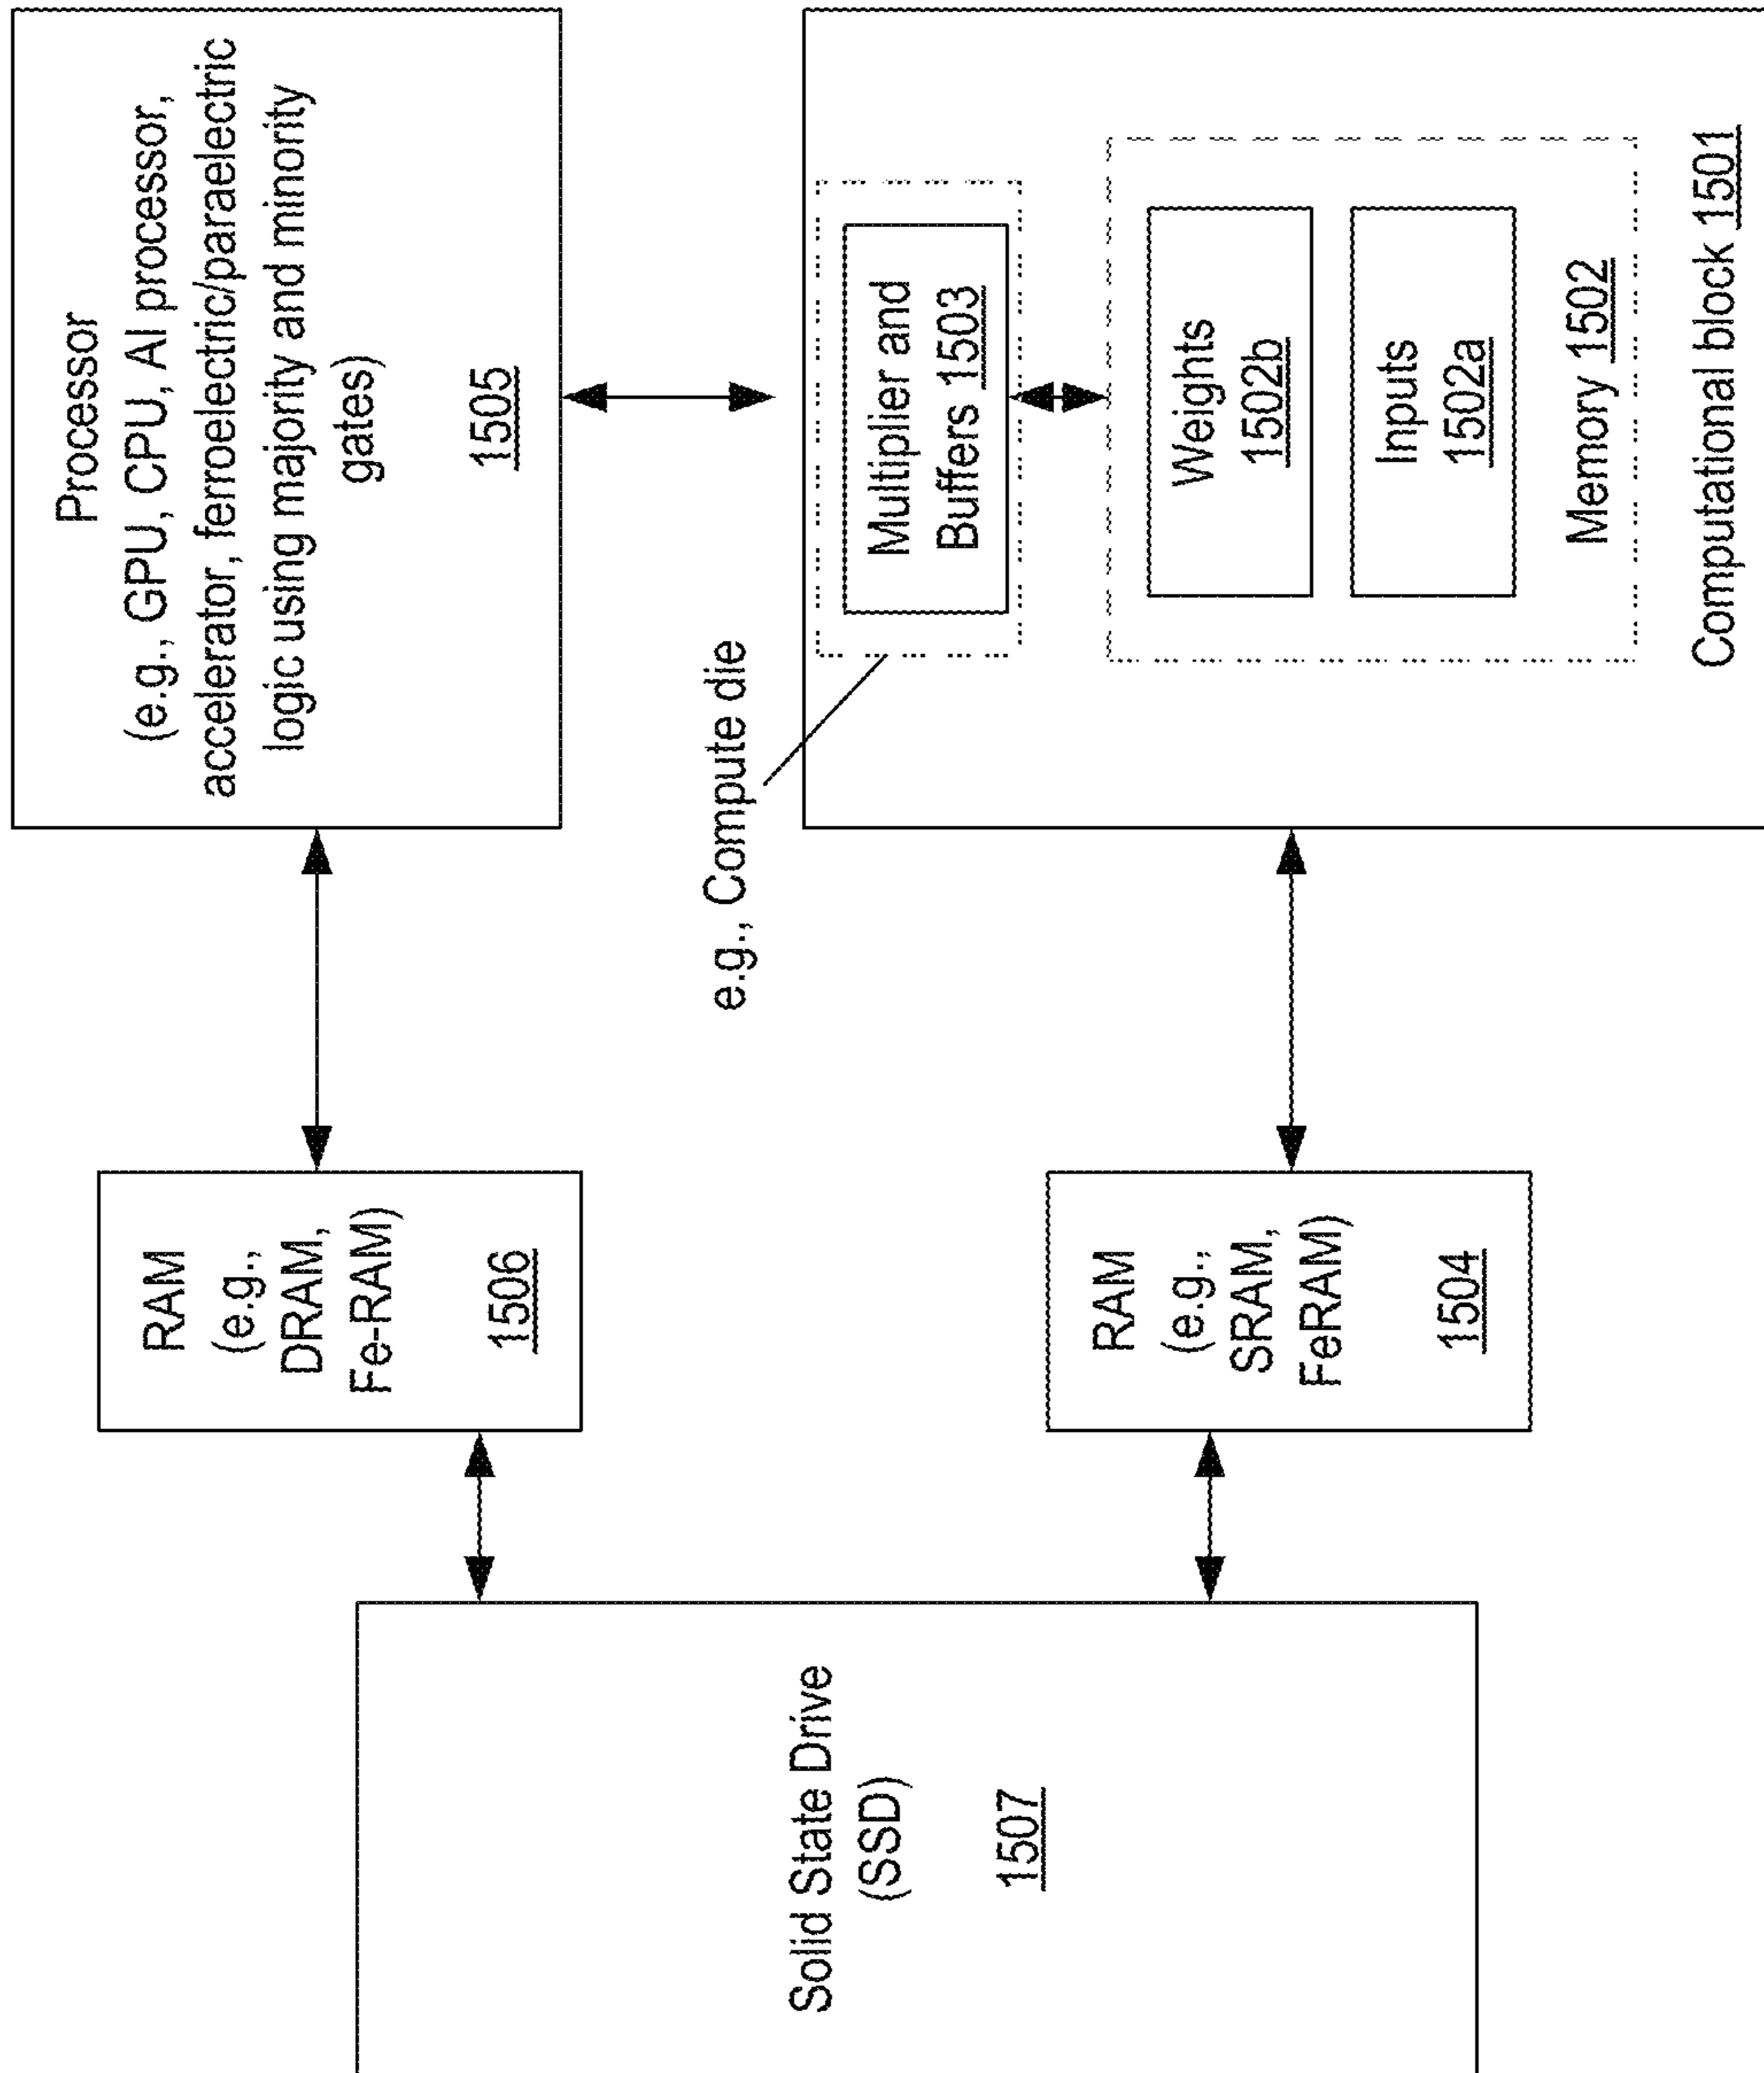 Processor
(e.g., GPU, CPU, AI processor,
accelerator, ferroelectric/paraelectric
logic using majority and minority
gates)
1505
RAM
(e.g.,
DRAM,
Fe-RAM)
1506
Solid State Drive
(SSD)
1507
RAM
(e.g.,
SRAM,
FeRAM)
1504
e.g., Compute die
Multiplier and
Buffers 1503
Weights
1502b
Inputs
1502a
Memory 1502
Computational block 1501